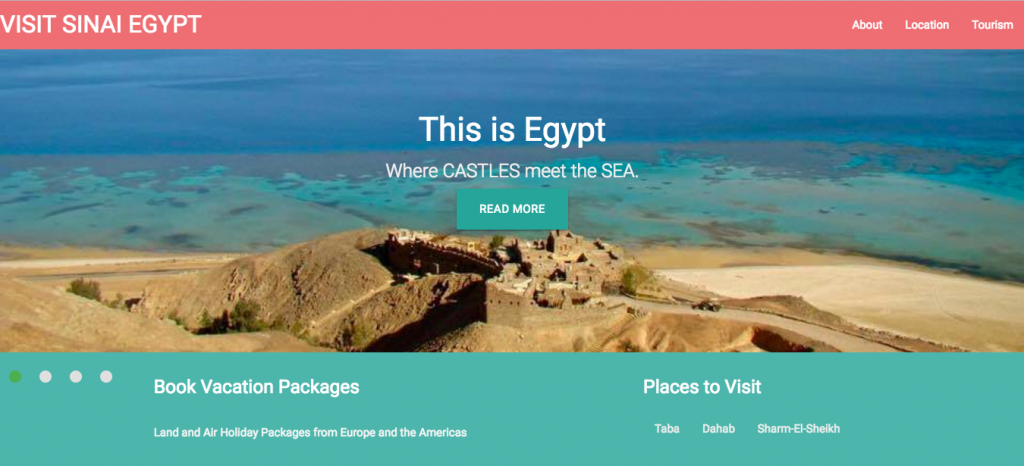 VISIT SINAI EGYPT
About Location Tourism
This is Egypt
Where CASTLES meet the SEA.
READ MORE
Book Vacation Packages
Places to Visit
Land and Air Holiday Packages from Europe and the Americas
Taba Dahab Sharm-El-Sheikh